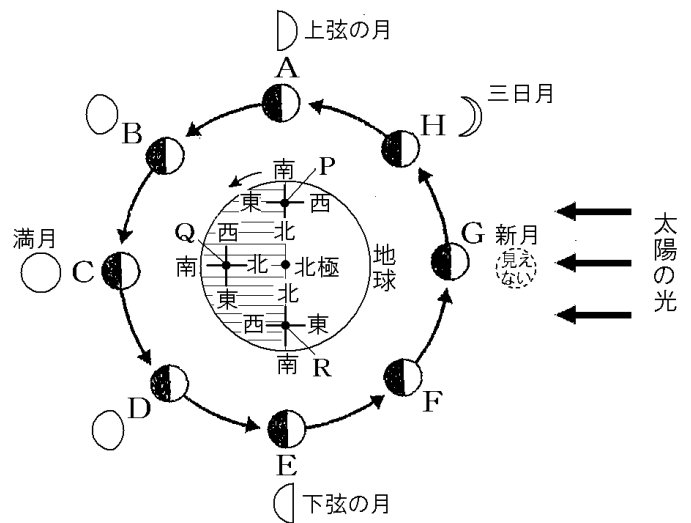 上弦の月
A
三日月
H
B
南
P
東
西
北
太陽の光
G
新月
見え
ない
地球
満月
C
Q
西
南
北
東
北極
北
西
東
南
R
D
F
E
下弦の月